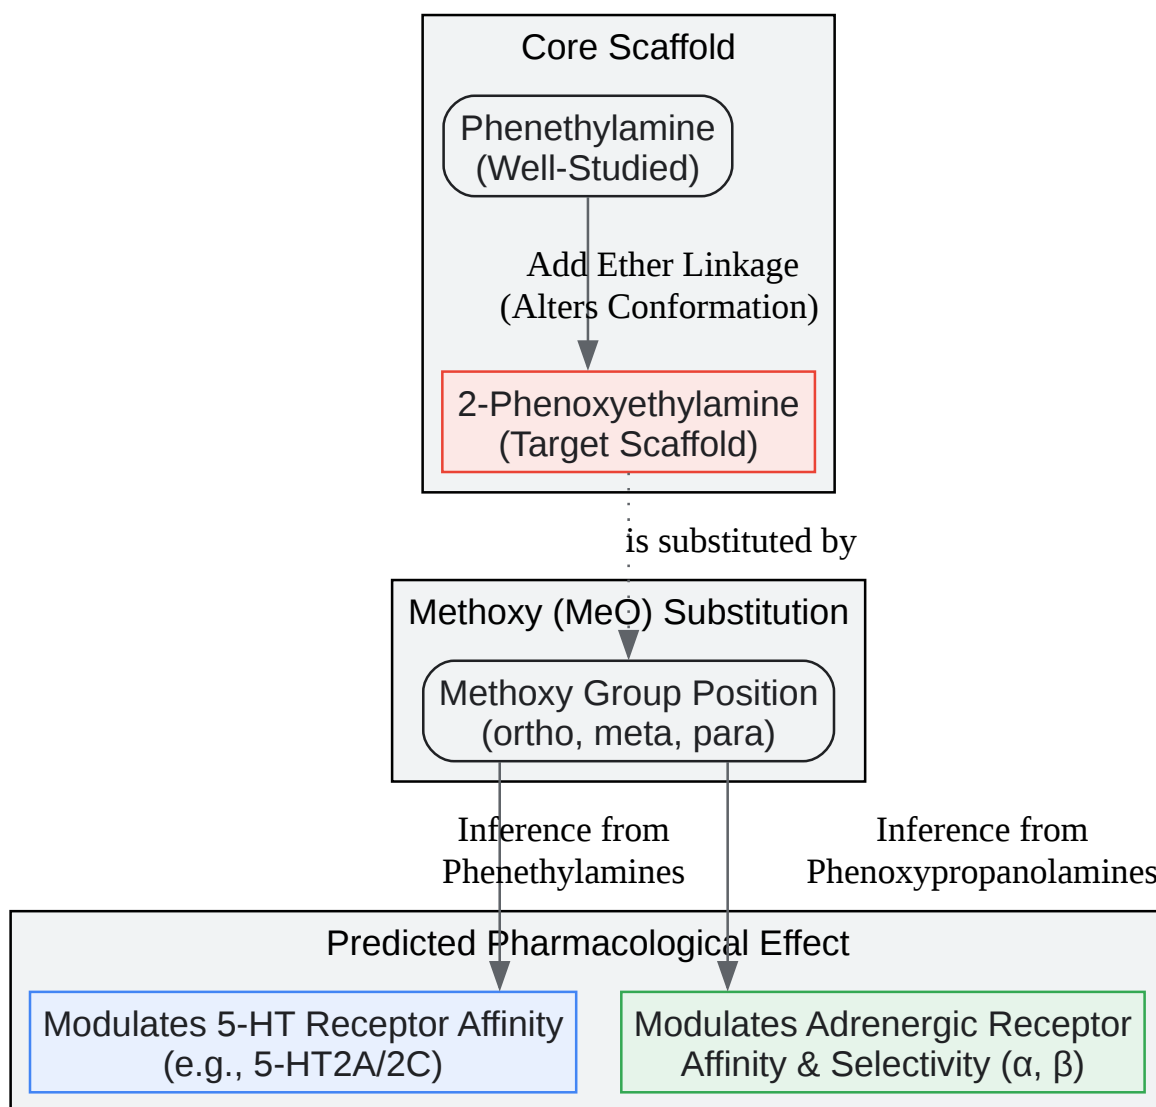 Core Scaffold
Phenethylamine
(Well-Studied)
Add Ether Linkage
(Alters Conformation)
2-Phenoxyethylamine
(Target Scaffold)
is substituted by
Methoxy (MeO) Substitution
Methoxy Group Position
(ortho, meta, para)
Inference from
Phenethylamines
Inference from
Phenoxypropanolamines
Predicted Pharmacological Effect
Modulates 5-HT Receptor Affinity
(e.g., 5-HT2A/2C)
Modulates Adrenergic Receptor
Affinity & Selectivity (α, β)